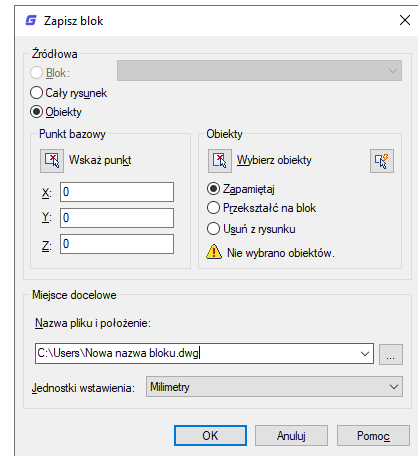 Zapisz blok
Źródłowa
Blok:
Cały rysunek
Obiekty
Punkt bazowy
Wskaż punkt
X: 0
Y: 0
Z: 0
Obiekty
Wybierz obiekty
Zapamiętaj
Przekształć na blok
Usuń z rysunku
Nie wybrano obiektów.
Miejsce docelowe
Nazwa pliku i położenie:
C:\Users\Nowa nazwa bloku.dwg
...
Jednostki wstawienia: Milimetry
OK Anuluj Pomoc